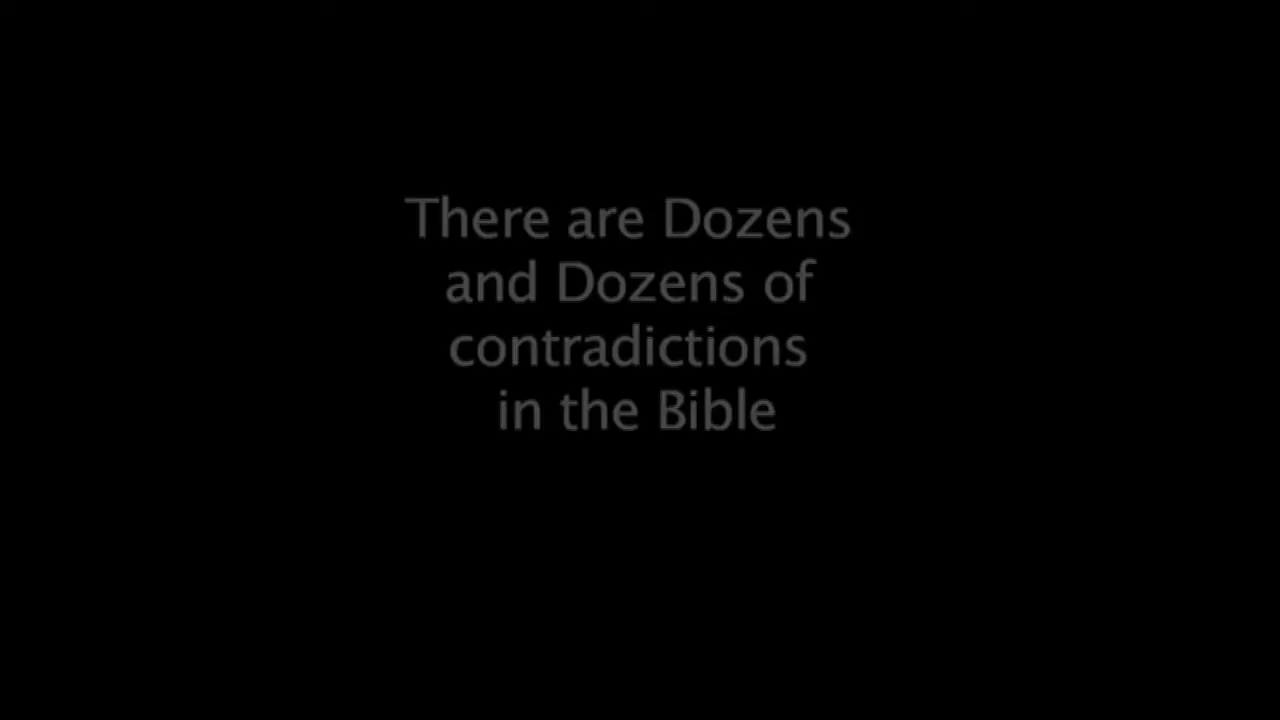 There are Dozens
and Dozens of
contradictions
in the Bible